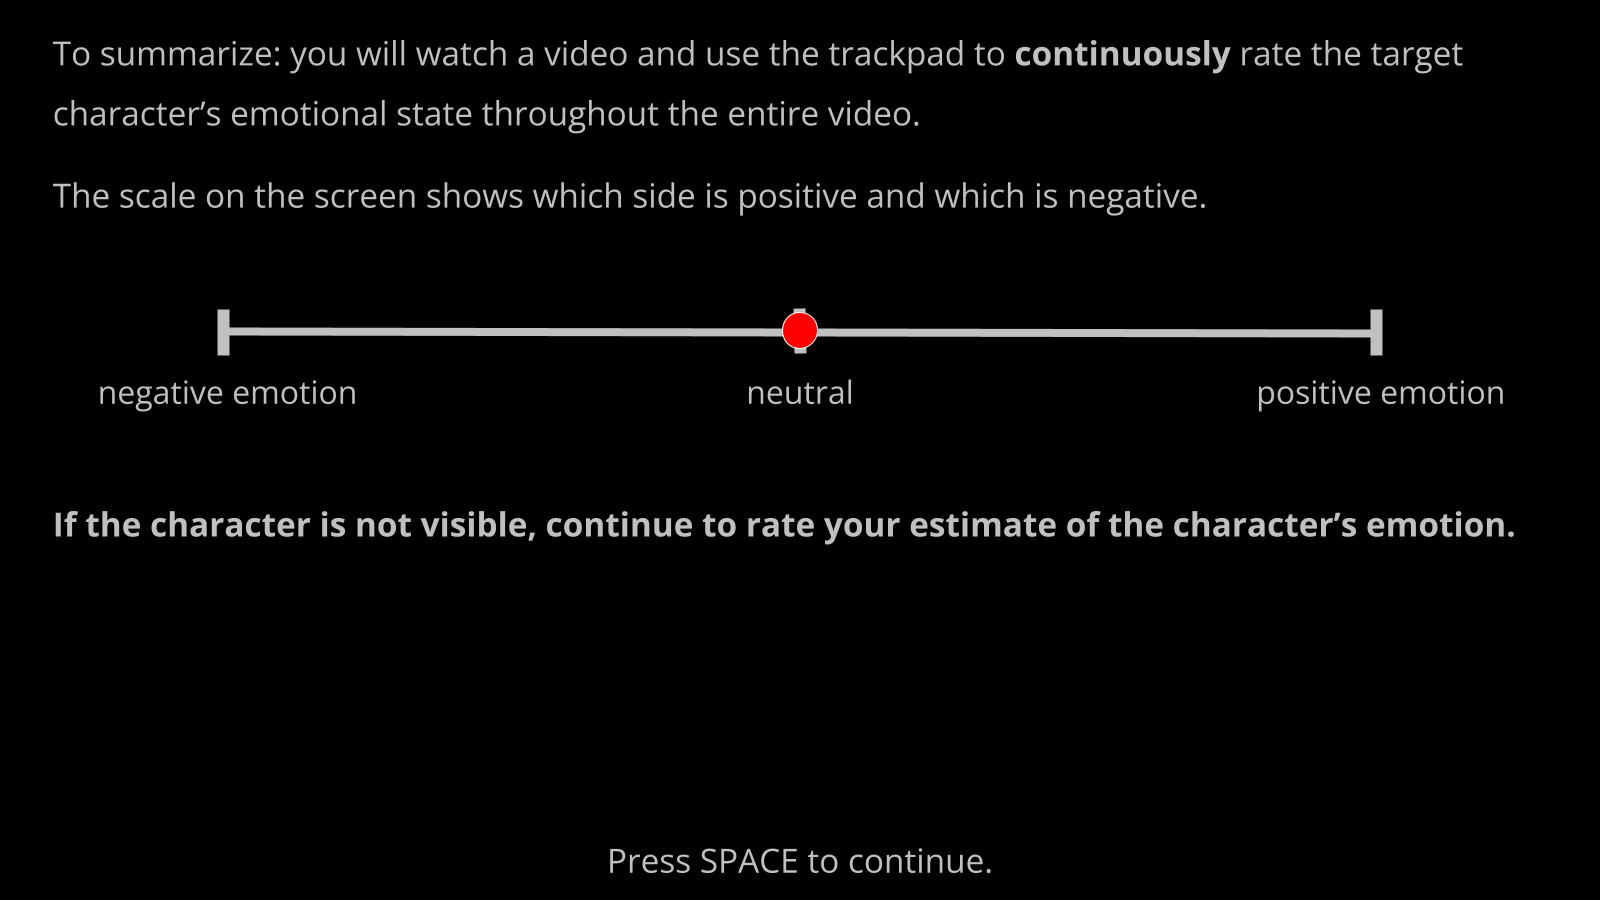 To summarize: you will watch a video and use the trackpad to continuously rate the target
character’s emotional state throughout the entire video.
The scale on the screen shows which side is positive and which is negative.
negative emotion neutral positive emotion
If the character is not visible, continue to rate your estimate of the character’s emotion.
Press SPACE to continue.